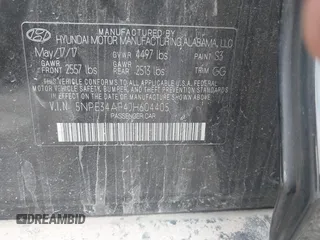 MANUFACTURED BY
HYUNDAI MOTOR MANUFACTURING ALABAMA, LLC
May/17/17 GVWR 4497 lbs PAINT: S3
GAWR FRONT 2557 lbs GAWR REAR 2513 lbs TRIM: GG
THIS VEHICLE CONFORMS TO ALL APPLICABLE U.S. FEDERAL
MOTOR VEHICLE SAFETY, BUMPER, AND THEFT PREVENTION
STANDARDS IN EFFECT ON THE DATE OF MANUFACTURE SHOWN ABOVE.
V.I.N.: 5NPE34AF4JH604405
PASSENGER CAR
DREAMBID